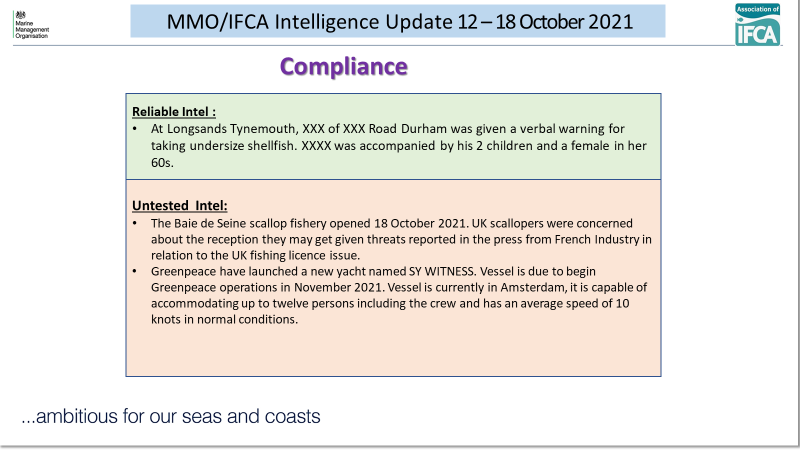 Marine
Management
Organisation
MMO/IFCA Intelligence Update 12 – 18 October 2021
Association of
IFCA
Compliance
Reliable Intel :
• At Longsands Tynemouth, XXX of XXX Road Durham was given a verbal warning for
taking undersize shellfish. XXXX was accompanied by his 2 children and a female in her
60s.
Untested Intel:
• The Baie de Seine scallop fishery opened 18 October 2021. UK scallopers were concerned
about the reception they may get given threats reported in the press from French Industry in
relation to the UK fishing licence issue.
• Greenpeace have launched a new yacht named SY WITNESS. Vessel is due to begin
Greenpeace operations in November 2021. Vessel is currently in Amsterdam, it is capable of
accommodating up to twelve persons including the crew and has an average speed of 10
knots in normal conditions.
...ambitious for our seas and coasts